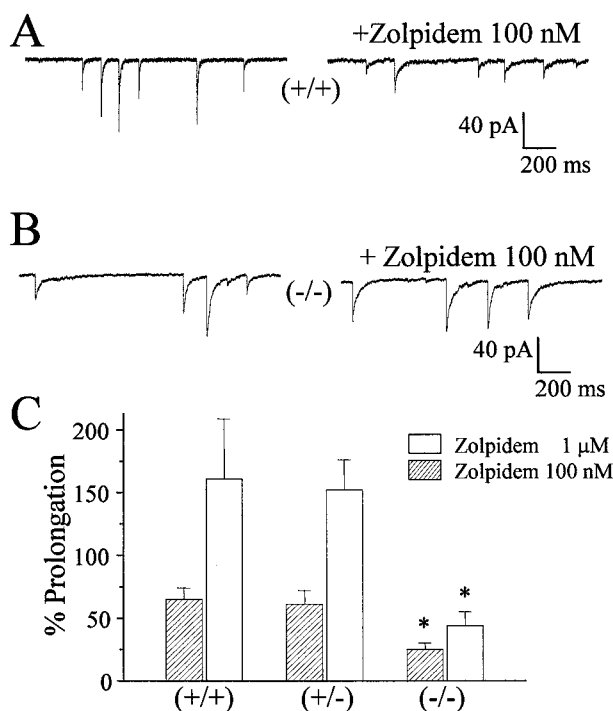 A
+Zolpidem 100 nM
(+/+)
40 pA
200 ms
B
+ Zolpidem 100 nM
(-/-)
40 pA
200 ms
C
% Prolongation
200
150
100
50
0
Zolpidem 1 μM
Zolpidem 100 nM
* *
(+/+) (+/-) (-/-)